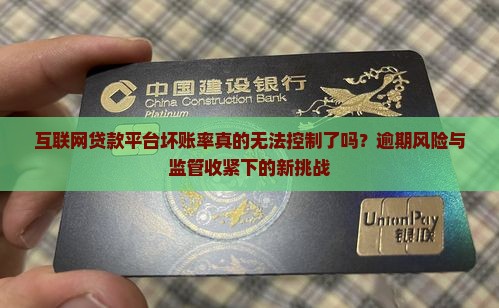 中国建设银行
China Construction Bank
Platinum
互联网贷款平台坏账率真的无法控制了吗？逾期风险与
监管收紧下的新挑战
UnionPay
银联